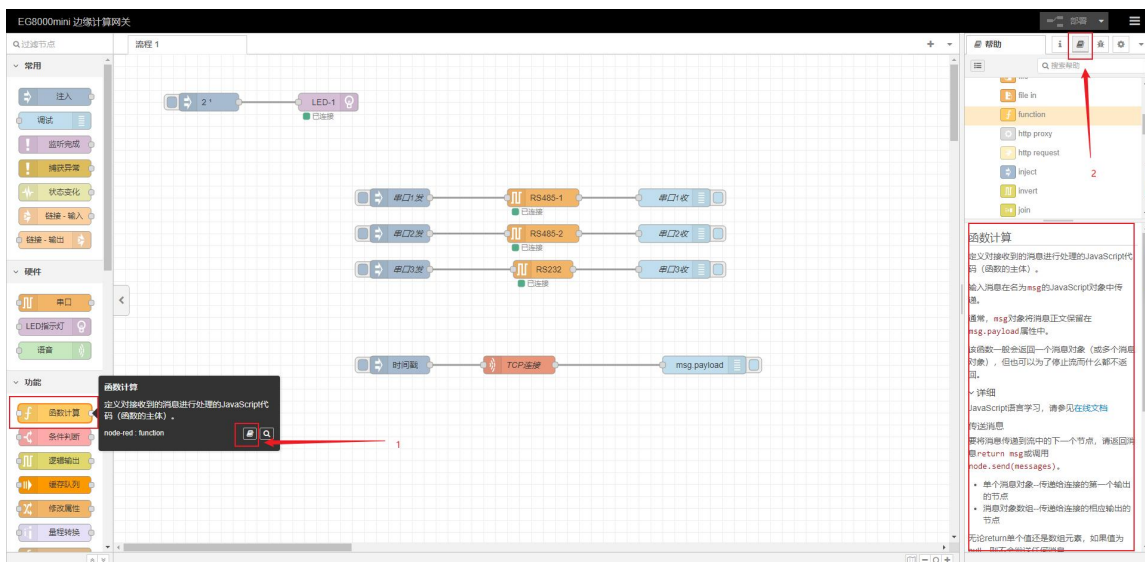 EG8000mini 边缘计算网关
部署
过滤节点
流程 1
帮助
常用
搜索帮助
注入
调试
监听完成
捕获异常
状态变化
链接 - 输入
链接 - 输出
硬件
串口
LED指示灯
语音
功能
函数计算
条件判断
逻辑输出
缓存队列
修改属性
量程转换
LED-1
已连接
串口1发
RS485-1
已连接
串口1收
串口2发
RS485-2
已连接
串口2收
串口3发
RS232
已连接
串口3收
时间戳
TCP连接
msg.payload
函数计算
定义对接收到的消息进行处理的JavaScript代
码（函数的主体）。
node-red : function
1
2
file in
function
http proxy
http request
inject
invert
join
函数计算
定义对接收到的消息进行处理的JavaScript代
码（函数的主体）。
输入消息在名为msg的JavaScript对象中传
递。
通常，msg对象将消息正文保留在
msg.payload属性中。
该函数一般会返回一个消息对象（或多个消息
对象），但也可以为了停止流而什么都不返
回。
详细
JavaScript语言学习，请参见在线文档
传送消息
要将消息传递到流中的下一个节点，请返回消
息return msg或调用
node.send(messages)。
单个消息对象--传递给连接的第一个输出
的节点
消息对象数组--传递给连接的相应输出的
节点
无论return单个值还是数组元素，如果值为